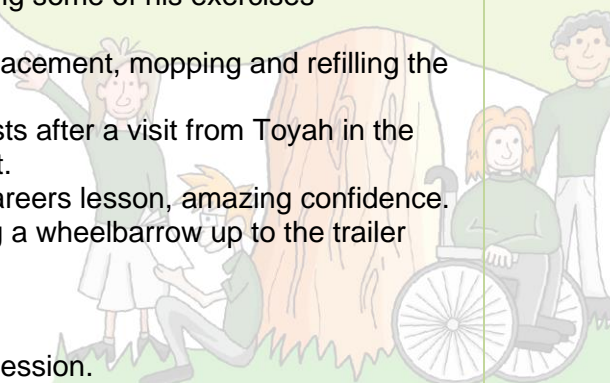 ng some of his exercises
acement, mopping and refilling the
sts after a visit from Toyah in the
t.
areers lesson, amazing confidence.
g a wheelbarrow up to the trailer
ession.